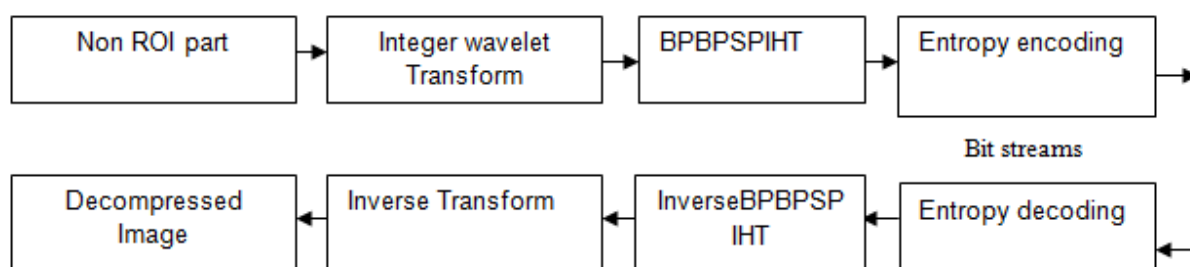 Non ROI part
Integer wavelet
Transform
BPBPSPIHT
Entropy encoding
Bit streams
Decompressed
Image
Inverse Transform
InverseBPBPSP
IHT
Entropy decoding